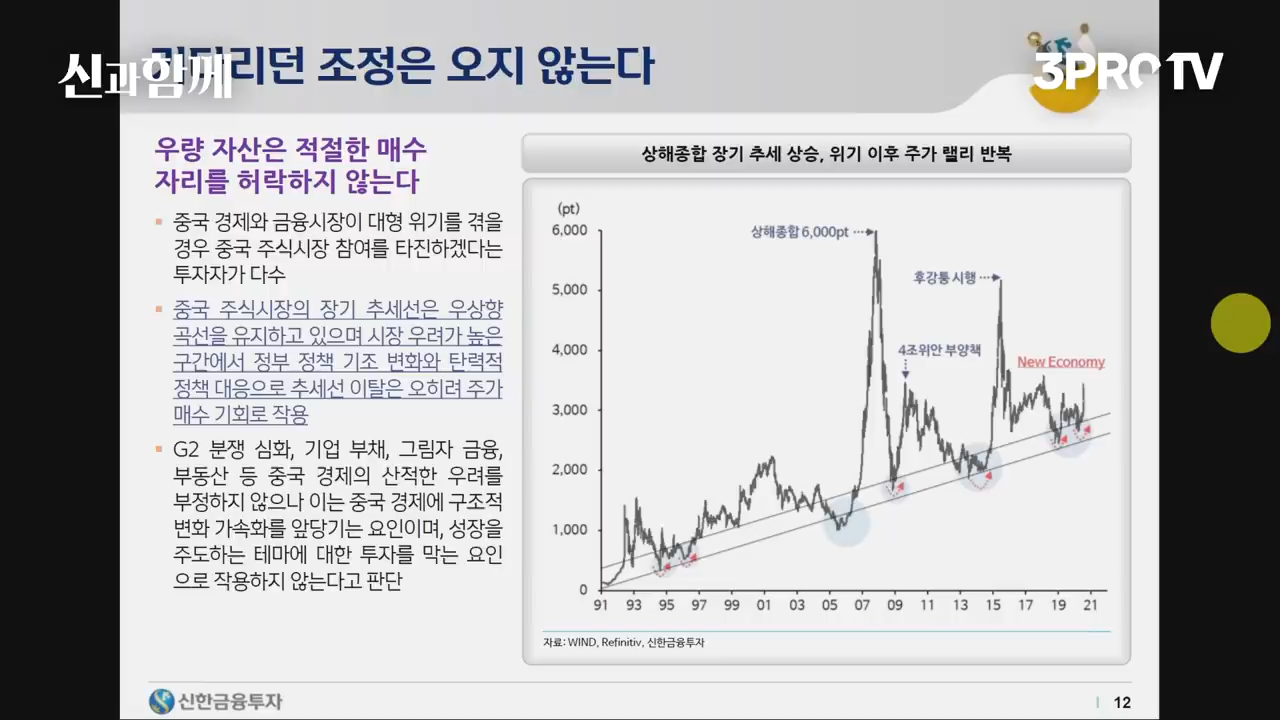 신과함께
리던 조정은 오지 않는다
3PROTV
우량 자산은 적절한 매수
자리를 허락하지 않는다
중국 경제와 금융시장이 대형 위기를 겪을
경우 중국 주식시장 참여를 타진하겠다는
투자자가 다수
중국 주식시장의 장기 추세선은 우상향
곡선을 유지하고 있으며 시장 우려가 높은
구간에서 정부 정책 기조 변화와 탄력적
정책 대응으로 추세선 이탈은 오히려 주가
매수 기회로 작용
G2 분쟁 심화, 기업 부채, 그림자 금융,
부동산 등 중국 경제의 산적한 우려를
부정하지 않으나 이는 중국 경제에 구조적
변화 가속화를 앞당기는 요인이며, 성장을
주도하는 테마에 대한 투자를 막는 요인
으로 작용하지 않는다고 판단
상해종합 장기 추세 상승, 위기 이후 주가 랠리 반복
(pt)
6,000
5,000
4,000
3,000
2,000
1,000
0
상해종합 6,000pt
후강퉁 시행
4조위안 부양책
New Economy
91 93 95 97 99 01 03 05 07 09 11 13 15 17 19 21
자료: WIND, Refinitiv, 신한금융투자
신한금융투자
12